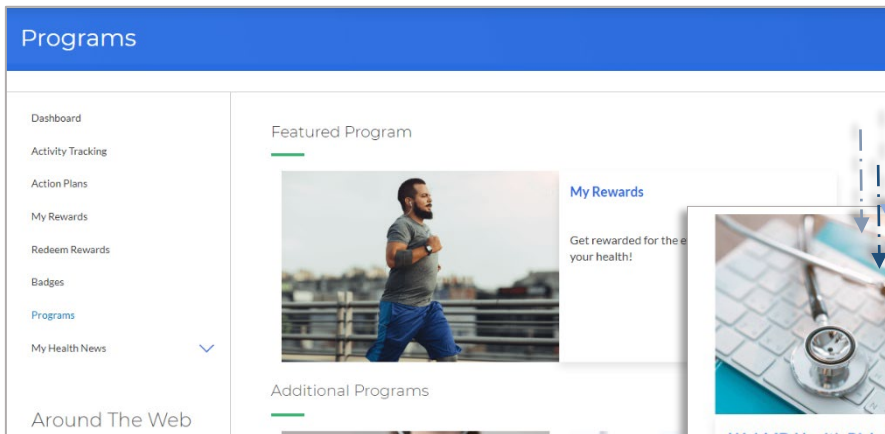 Programs
Dashboard
Activity Tracking
Action Plans
My Rewards
Redeem Rewards
Badges
Programs
My Health News
Around The Web
Featured Program
My Rewards
Get rewarded for the
your health!
Additional Programs